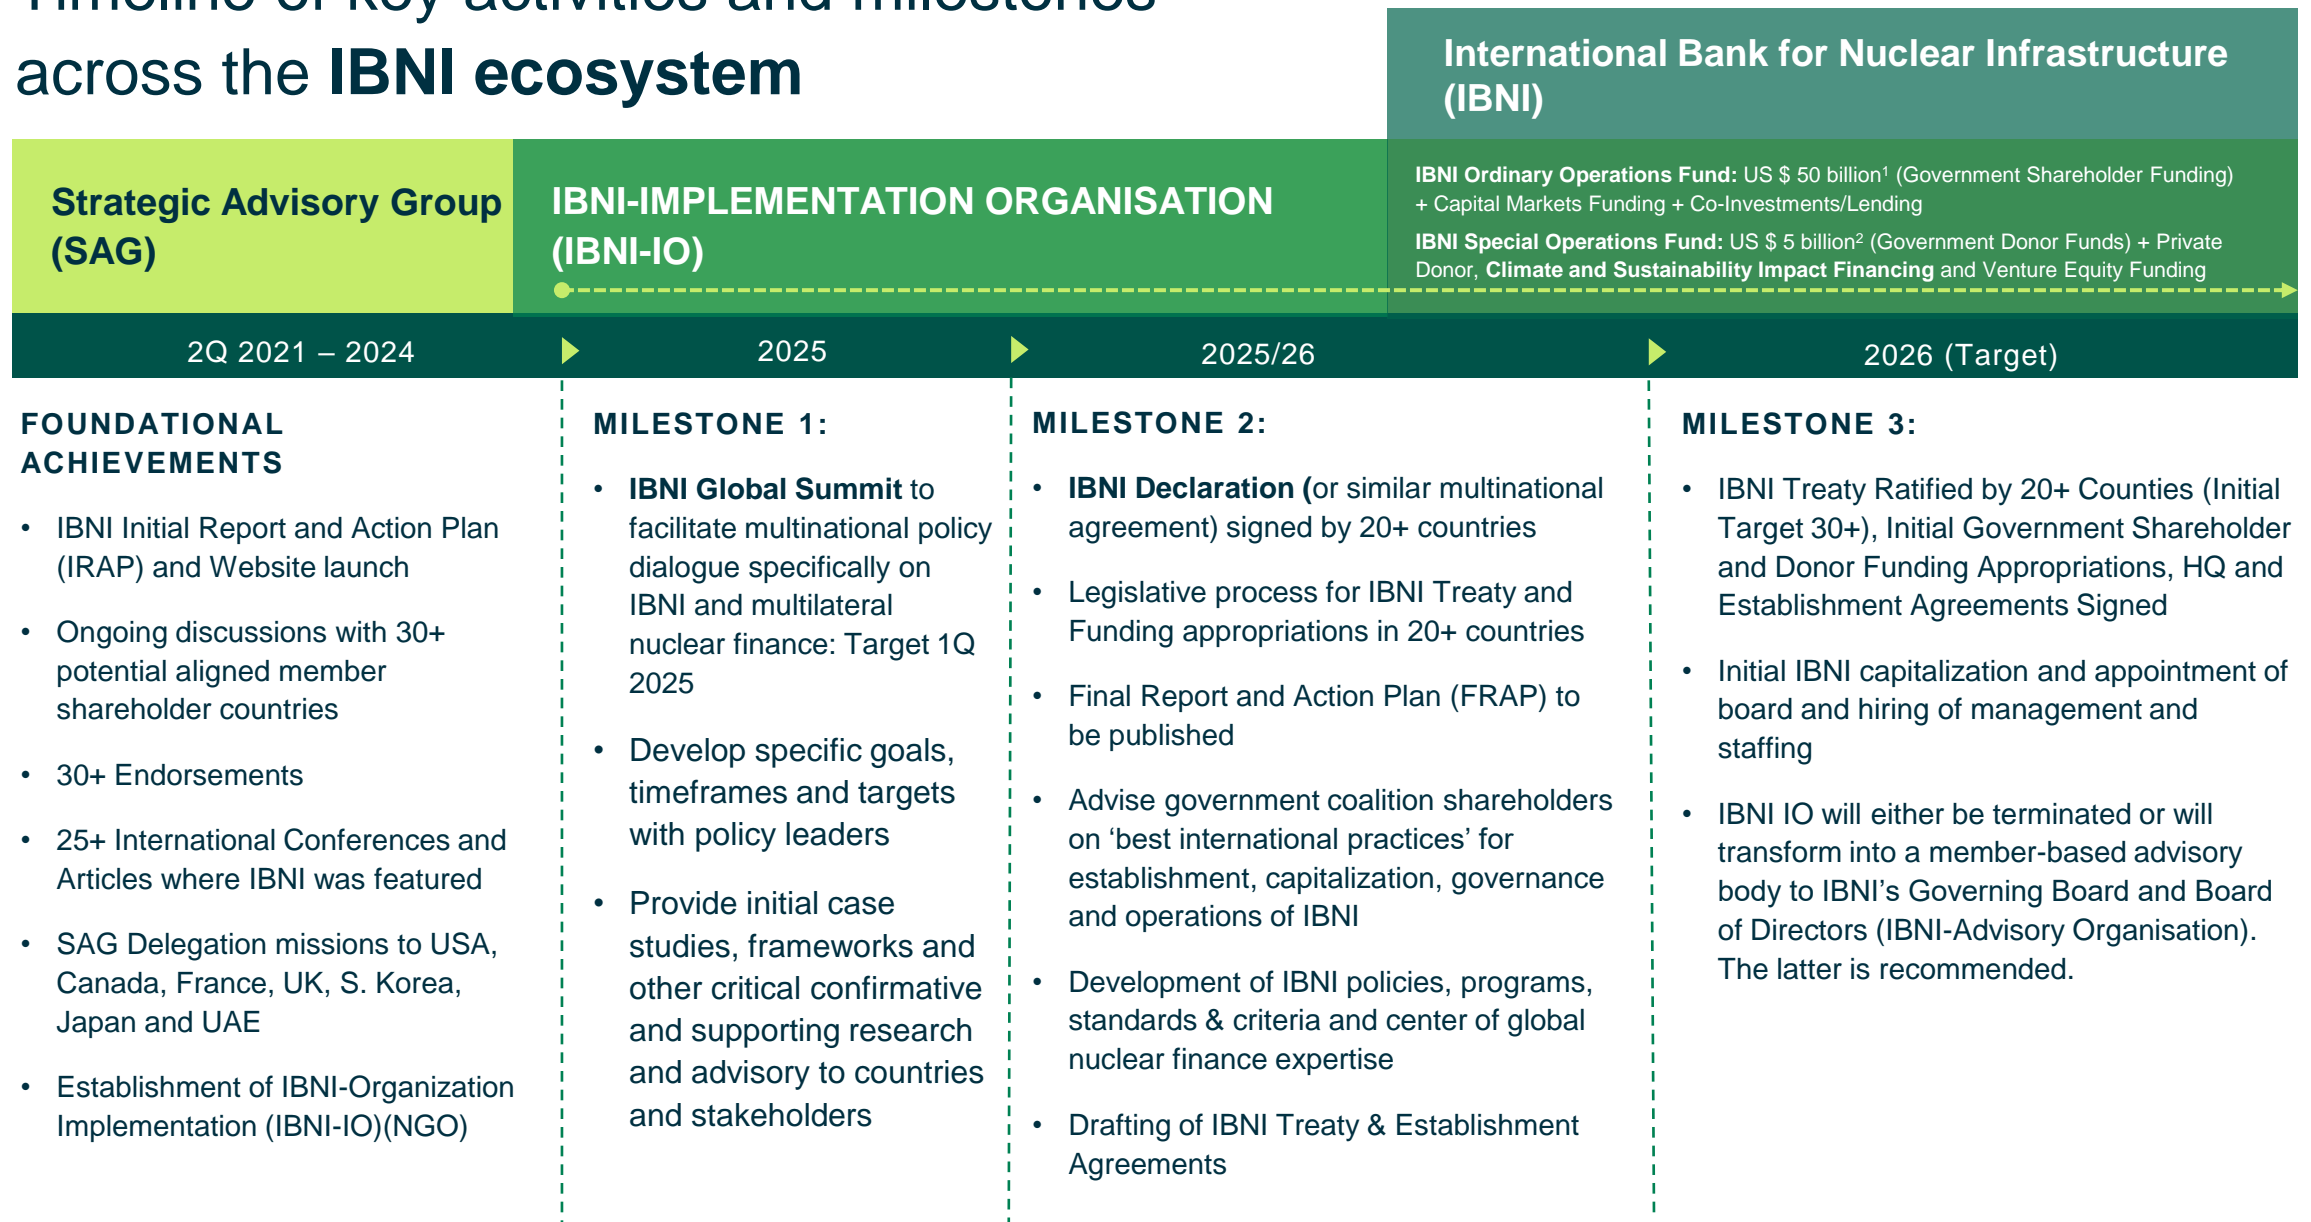 Timeline of key activities and milestones
across the IBNI ecosystem
International Bank for Nuclear Infrastructure
(IBNI)
Strategic Advisory Group
(SAG)
IBNI-IMPLEMENTATION ORGANISATION
(IBNI-IO)
IBNI Ordinary Operations Fund: US $ 50 billion¹ (Government Shareholder Funding)
+ Capital Markets Funding + Co-Investments/Lending
IBNI Special Operations Fund: US $ 5 billion² (Government Donor Funds) + Private
Donor, Climate and Sustainability Impact Financing and Venture Equity Funding
2Q 2021 – 2024
2025
2025/26
2026 (Target)
FOUNDATIONAL
ACHIEVEMENTS
• IBNI Initial Report and Action Plan
(IRAP) and Website launch
• Ongoing discussions with 30+
potential aligned member
shareholder countries
• 30+ Endorsements
• 25+ International Conferences and
Articles where IBNI was featured
• SAG Delegation missions to USA,
Canada, France, UK, S. Korea,
Japan and UAE
• Establishment of IBNI-Organization
Implementation (IBNI-IO)(NGO)
MILESTONE 1:
• IBNI Global Summit to
facilitate multinational policy
dialogue specifically on
IBNI and multilateral
nuclear finance: Target 1Q
2025
• Develop specific goals,
timeframes and targets
with policy leaders
• Provide initial case
studies, frameworks and
other critical confirmative
and supporting research
and advisory to countries
and stakeholders
MILESTONE 2:
• IBNI Declaration (or similar multinational
agreement) signed by 20+ countries
• Legislative process for IBNI Treaty and
Funding appropriations in 20+ countries
• Final Report and Action Plan (FRAP) to
be published
• Advise government coalition shareholders
on ‘best international practices’ for
establishment, capitalization, governance
and operations of IBNI
• Development of IBNI policies, programs,
standards & criteria and center of global
nuclear finance expertise
• Drafting of IBNI Treaty & Establishment
Agreements
MILESTONE 3:
• IBNI Treaty Ratified by 20+ Counties (Initial
Target 30+), Initial Government Shareholder
and Donor Funding Appropriations, HQ and
Establishment Agreements Signed
• Initial IBNI capitalization and appointment of
board and hiring of management and
staffing
• IBNI IO will either be terminated or will
transform into a member-based advisory
body to IBNI’s Governing Board and Board
of Directors (IBNI-Advisory Organisation).
The latter is recommended.